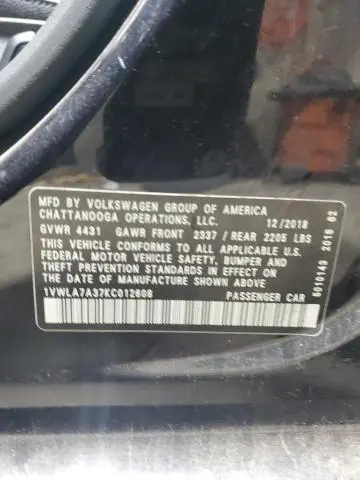 MFD BY VOLKSWAGEN GROUP OF AMERICA
CHATTANOOGA OPERATIONS, LLC. 12/2018
GVWR 4431 GAWR FRONT 2337 / REAR 2205 LBS
THIS VEHICLE CONFORMS TO ALL APPLICABLE U.S.
FEDERAL MOTOR VEHICLE SAFETY, BUMPER AND
THEFT PREVENTION STANDARDS IN EFFECT ON
THE DATE OF MANUFACTURE SHOWN ABOVE
1VWLA7A37KC012608 PASSENGER CAR
6010149 2018 62